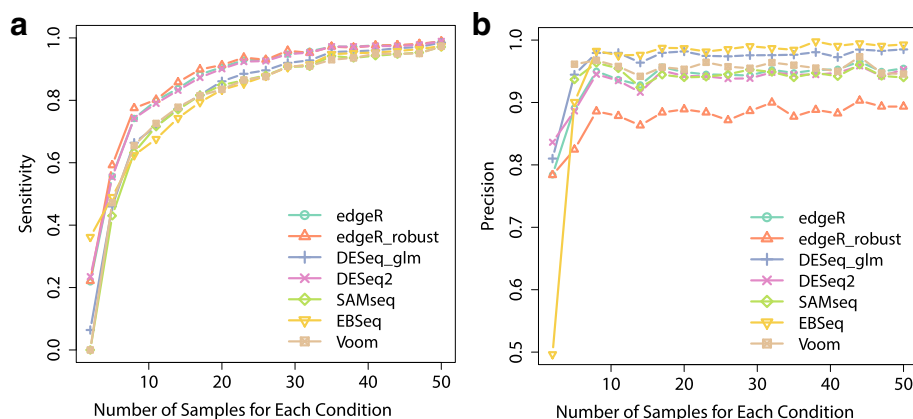 a
Sensitivity
1.0
0.8
0.6
0.4
0.2
0.0
edgeR
edgeR_robust
DESeq_glm
DESeq2
SAMseq
EBSeq
Voom
10 20 30 40 50
Number of Samples for Each Condition
b
Precision
1.0
0.9
0.8
0.7
0.6
0.5
edgeR
edgeR_robust
DESeq_glm
DESeq2
SAMseq
EBSeq
Voom
10 20 30 40 50
Number of Samples for Each Condition